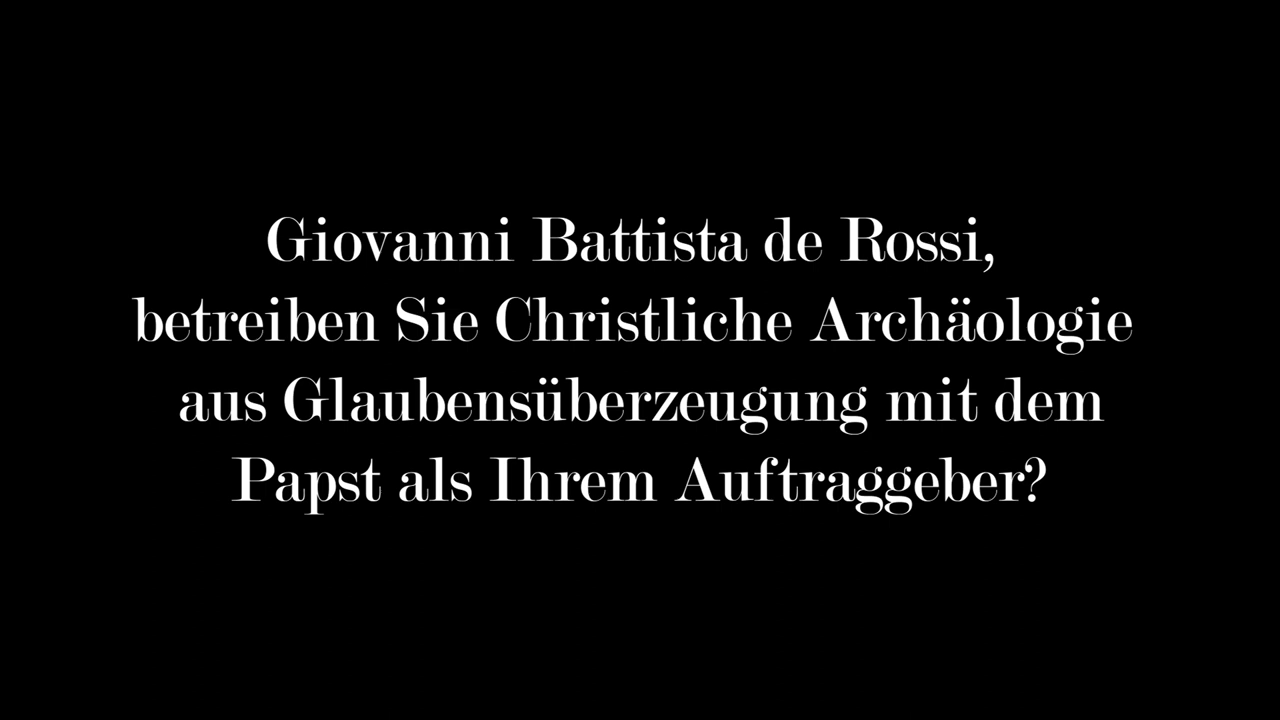 Giovanni Battista de Rossi,
betreiben Sie Christliche Archäologie
aus Glaubensüberzeugung mit dem
Papst als Ihrem Auftraggeber?